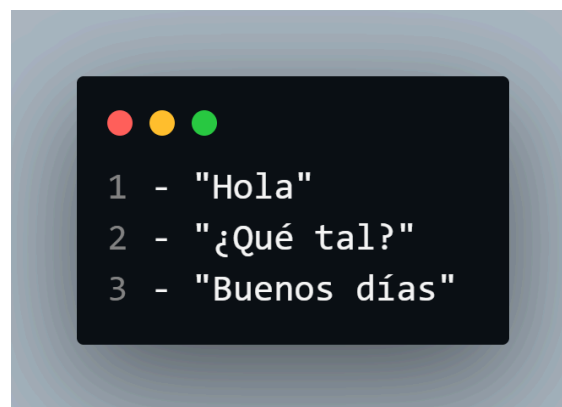 1 - "Hola"
2 - "¿Qué tal?"
3 - "Buenos días"